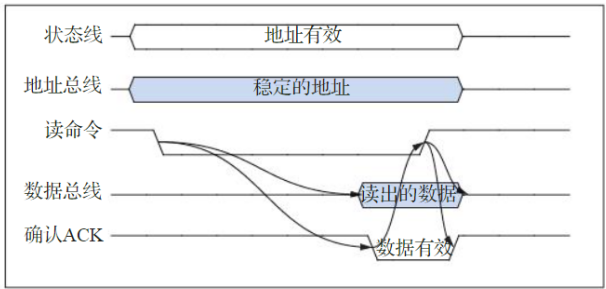 状态线 地址有效
地址总线 稳定的地址
读命令
数据总线 读出的数据
确认ACK 数据有效